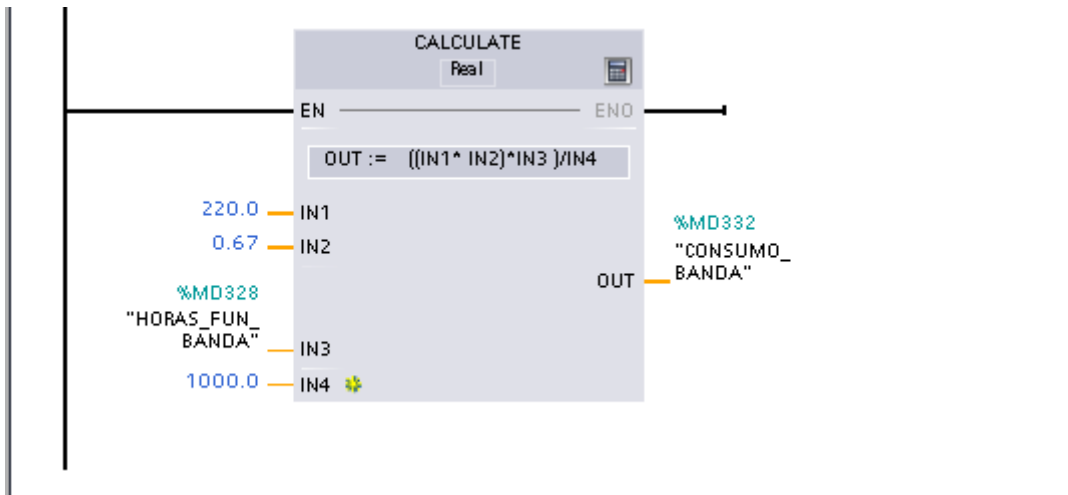 CALCULATE
Real
EN
ENO
OUT := ((IN1* IN2)*IN3 )/IN4
220.0 IN1
0.67 IN2
%MD332
"CONSUMO_
BANDA"
OUT
%MD328
"HORAS_FUN_
BANDA"
IN3
1000.0 IN4